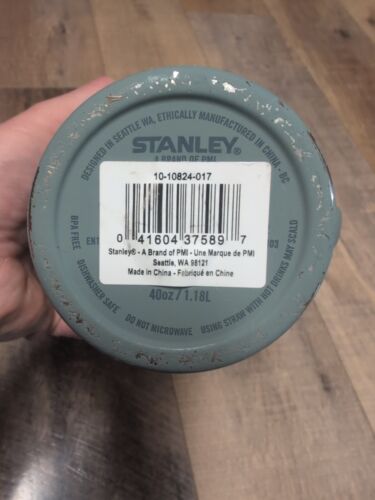 DESIGNED IN SEATTLE WA, ETHICALLY MANUFACTURED IN CHINA - BC
STANLEY®
A BRAND OF PMI
10-10824-017
0 41604 37589 7
Stanley® - A Brand of PMI - Une Marque de PMI
Seattle, WA 98121
Made in China - Fabriqué en Chine
40oz / 1.18L
BPA FREE
DISHWASHER SAFE
DO NOT MICROWAVE
USING STRAW WITH HOT DRINKS MAY SCALD